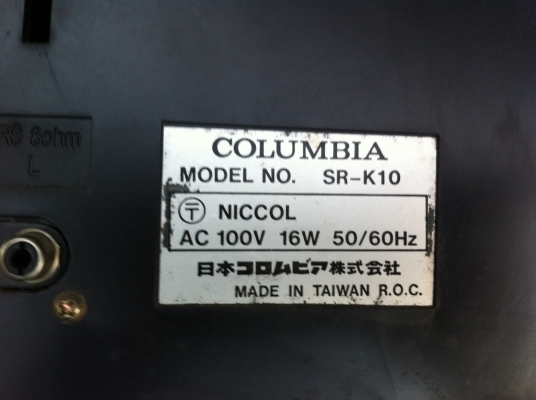 RS 8ohm
L
COLUMBIA
MODEL NO. SR-K10
〒 NICCOL
AC 100V 16W 50/60Hz
日本コロムビア株式会社
MADE IN TAIWAN R.O.C.